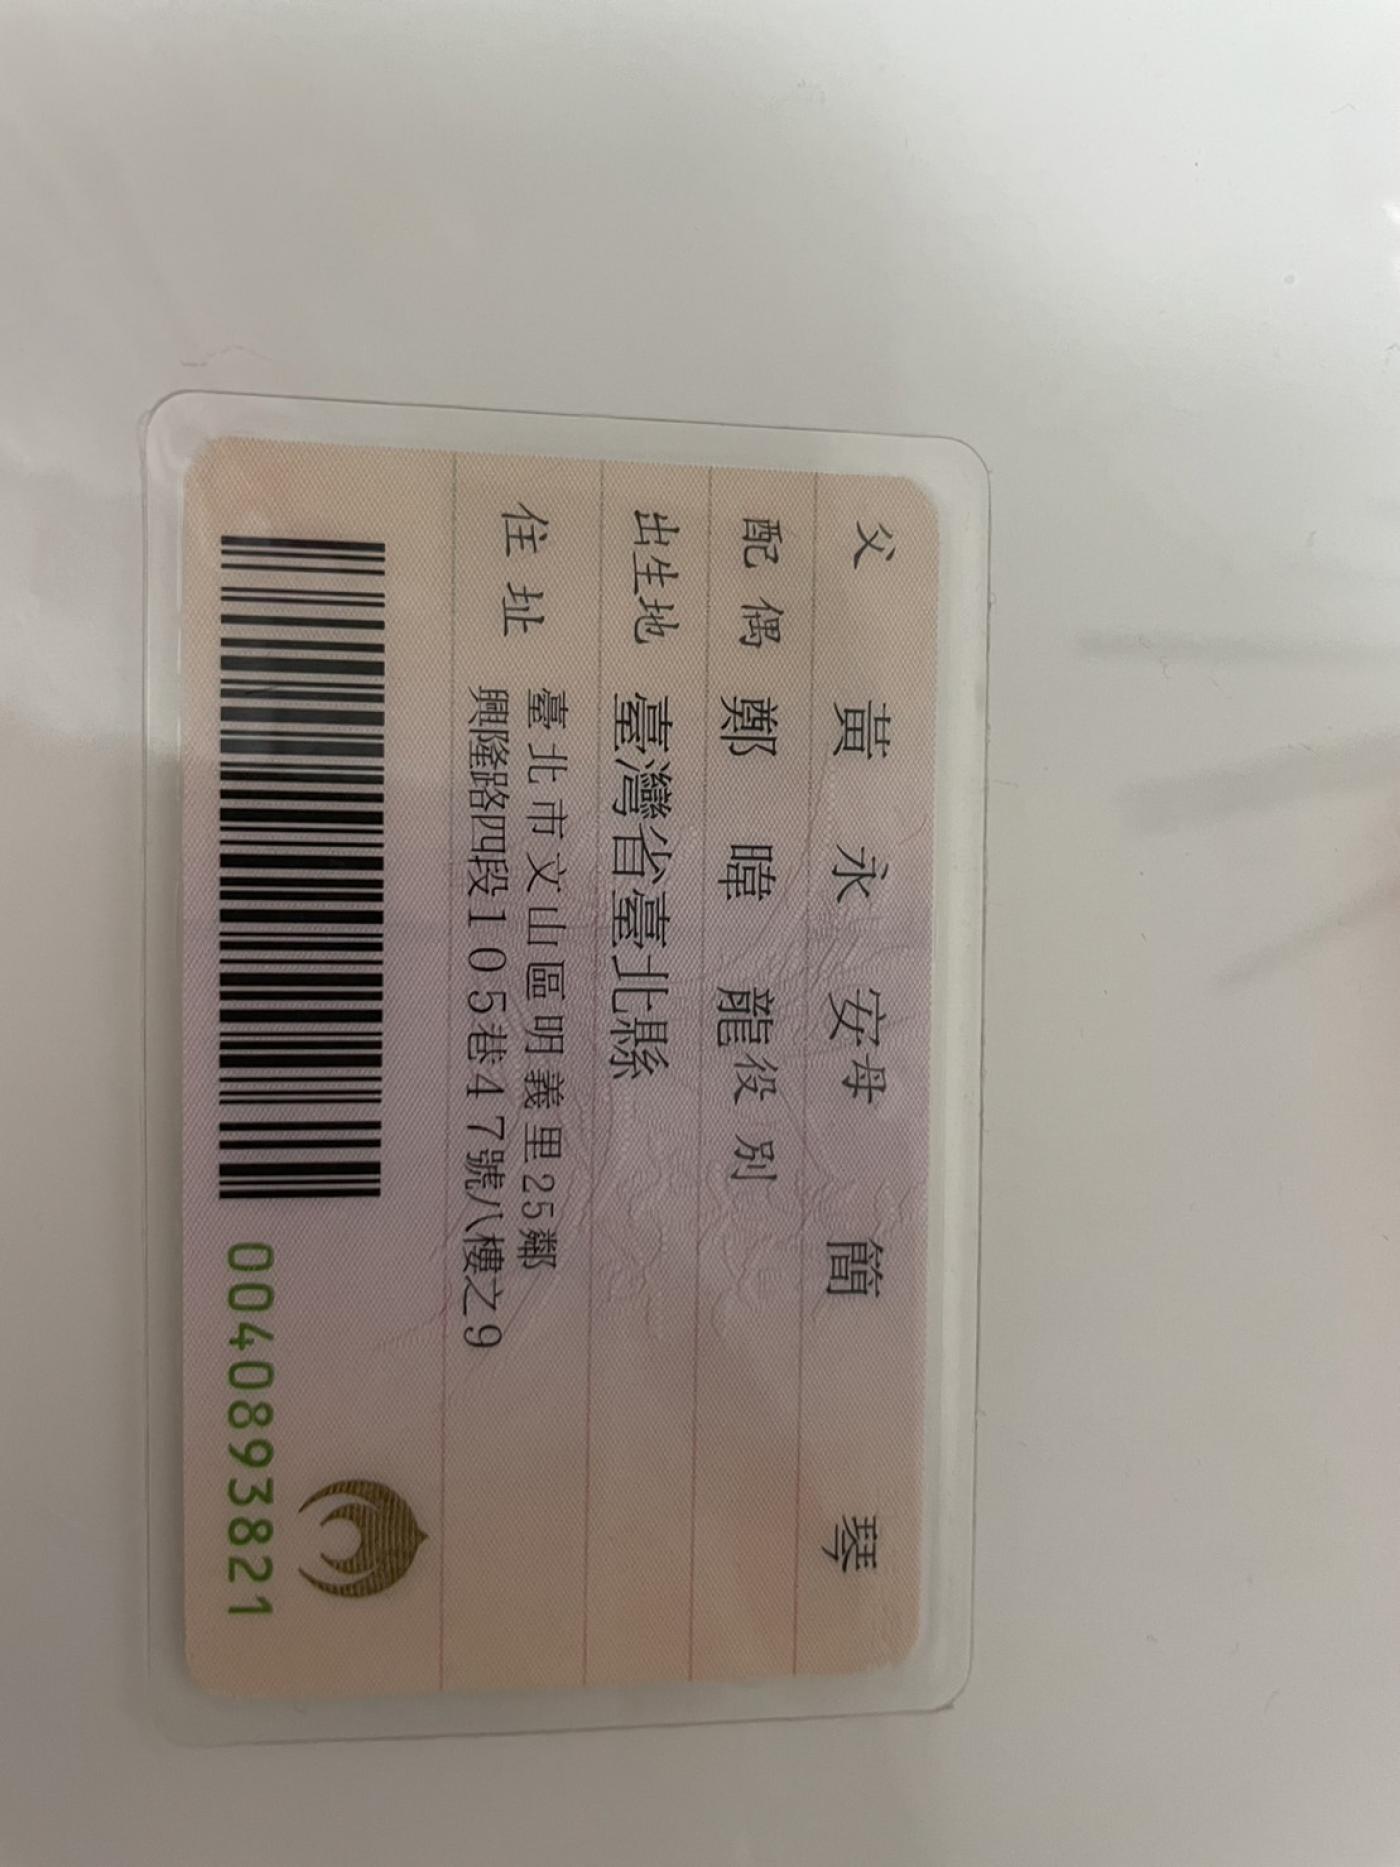 父 黃永安 母 簡琴
配偶 鄭暐龍 役別
出生地 臺灣省臺北縣
住址 臺北市文山區明義里25鄰
興隆路四段105巷47號八樓之9
0040893821